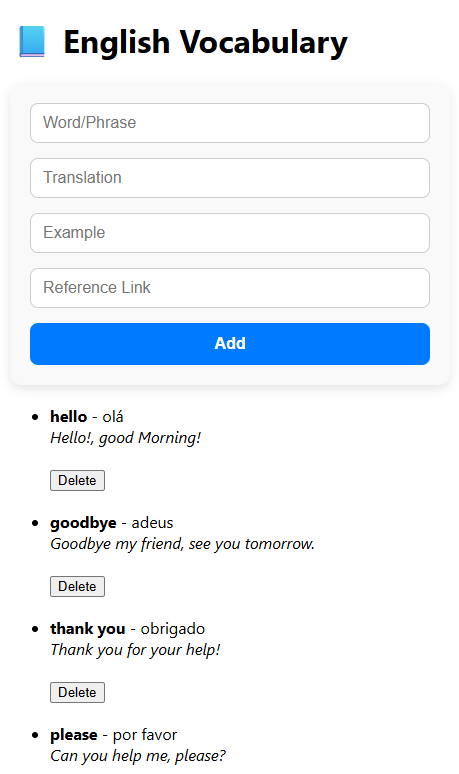 English Vocabulary
Word/Phrase
Translation
Example
Reference Link
Add
hello - olá
Hello!, good Morning!
Delete
goodbye - adeus
Goodbye my friend, see you tomorrow.
Delete
thank you - obrigado
Thank you for your help!
Delete
please - por favor
Can you help me, please?